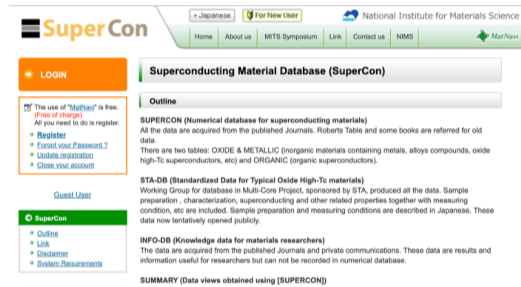 SuperCon
Japanese
For New User
National Institute for Materials Science
Home
About us
MITS Symposium
Link
Contact us
NIMS
MatNavi
LOGIN
The use of "MatNavi" is free.
(Free of charge)
All you need to do is register.
Register
Forgot your Password ?
Update registration
Close your account
Guest User
SuperCon
Outline
Link
Disclaimer
System Requirements
Superconducting Material Database (SuperCon)
Outline
SUPERCON (Numerical database for superconducting materials)
All the data are acquired from the published Journals. Roberts Table and some books are referred for old
data.
There are two tables: OXIDE & METALLIC (inorganic materials containing metals, alloys compounds, oxide
high-Tc superconductors, etc) and ORGANIC (organic superconductors).
STA-DB (Standardized Data for Typical Oxide High-Tc materials)
Working Group for database in Multi-Core Project, sponsored by STA, produced all the data. Sample
preparation , characterization, superconducting and other related properties together with measuring
condition, etc are included. Sample preparation and measuring conditions are described in Japanese. These
data now tentatively opened publicly.
INFO-DB (Knowledge data for materials researchers)
The data are acquired from the published Journals and private communications. These data are results and
information useful for researchers but can not be recorded in numerical database.
SUMMARY (Data views obtained using [SUPERCON])